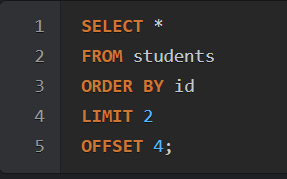 1 SELECT *
2 FROM students
3 ORDER BY id
4 LIMIT 2
5 OFFSET 4;